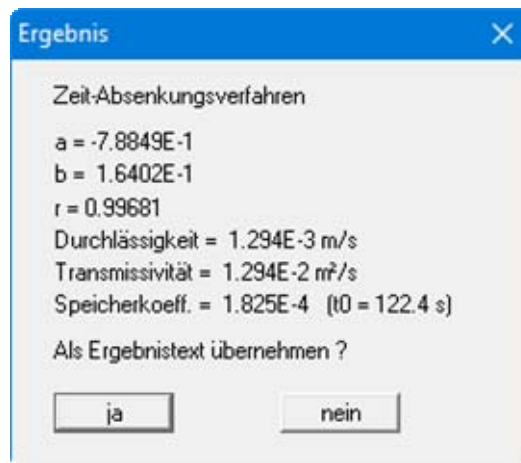 Ergebnis
Zeit-Absenkungsverfahren
a = -7.8849E-1
b = 1.6402E-1
r = 0.99681
Durchlässigkeit = 1.294E-3 m/s
Transmissivität = 1.294E-2 m²/s
Speicherkoeff. = 1.825E-4 (t0 = 122.4 s)
Als Ergebnistext übernehmen ?
ja nein